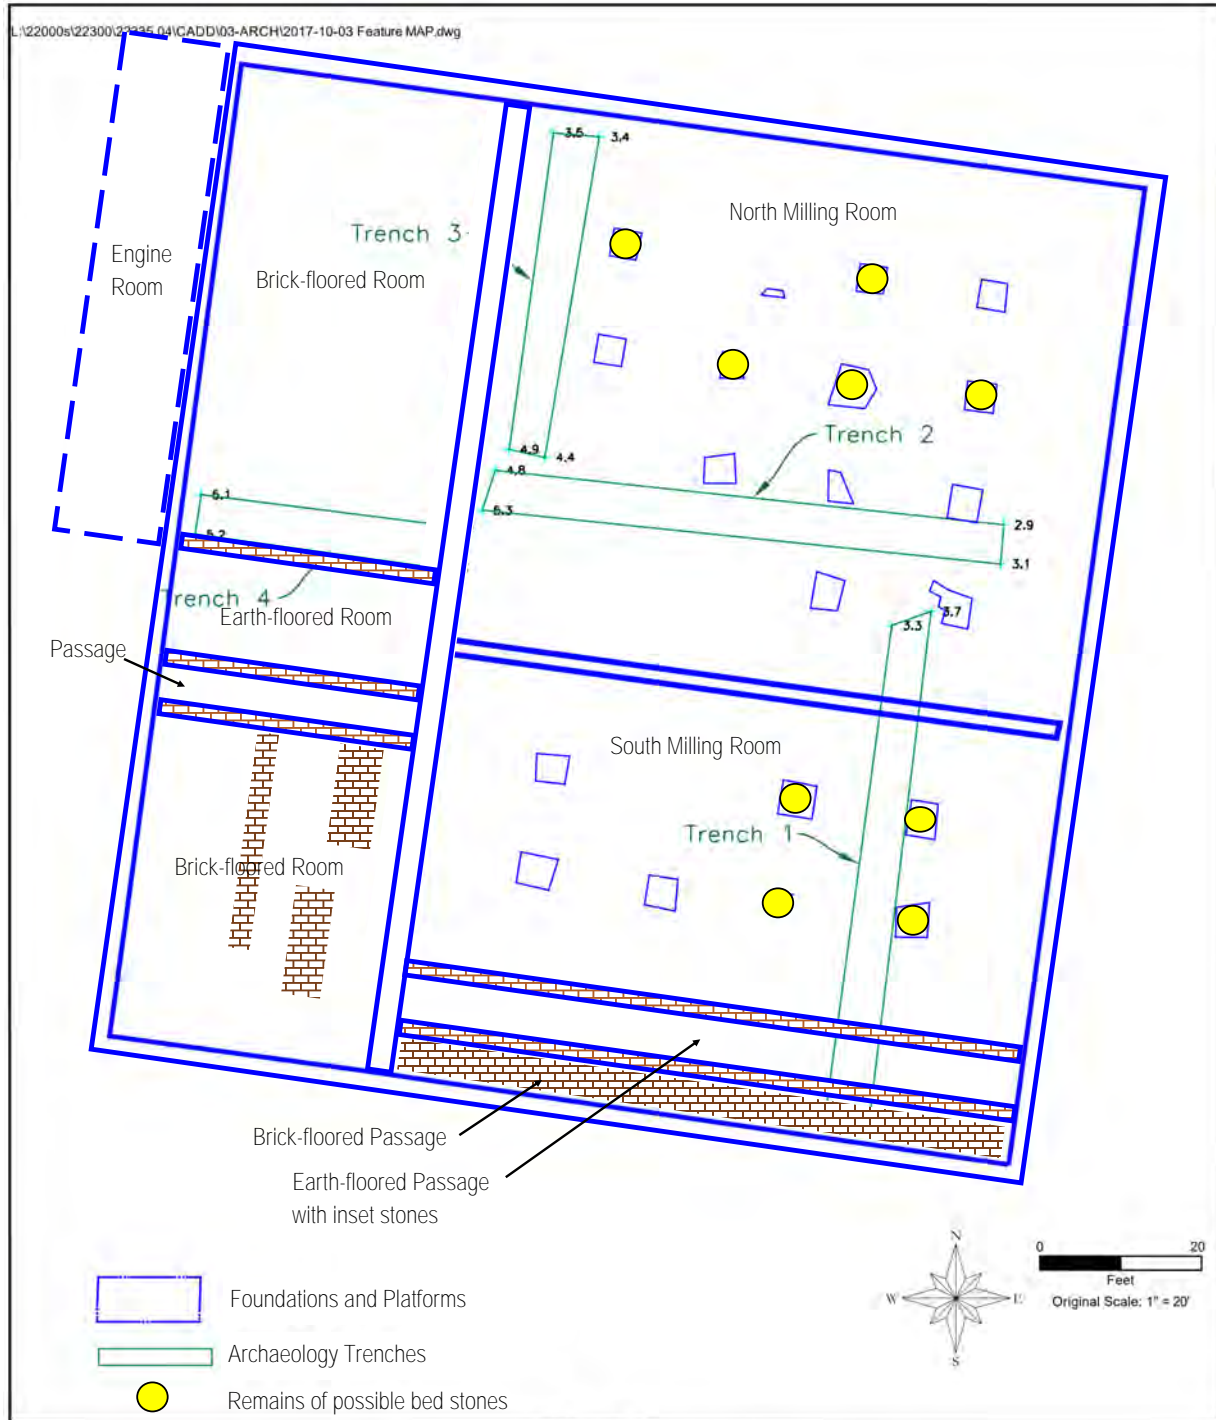 L:\22000s\22300\22335.04\CADD\03-ARCH\2017-10-03 Feature MAP.dwg
3.5
3.4
North Milling Room
Trench 3
Engine
Room
Brick-floored Room
Trench 2
4.9
4.4
4.8
5.1
5.3
2.9
5.2
3.1
Trench 4
Earth-floored Room
3.7
3.3
Passage
South Milling Room
Trench 1
Brick-floored Room
Brick-floored Passage
Earth-floored Passage
with inset stones
N
W
E
S
0
20
Feet
Original Scale: 1" = 20'
Foundations and Platforms
Archaeology Trenches
Remains of possible bed stones